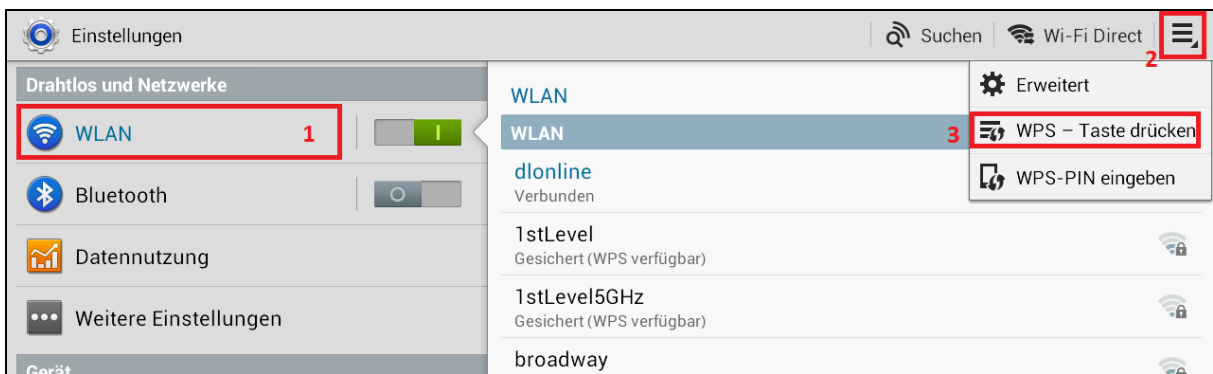 Einstellungen
Suchen
Wi-Fi Direct
2
Drahtlos und Netzwerke
WLAN
1
Bluetooth
Datennutzung
Weitere Einstellungen
Gerät
WLAN
WLAN
dlonline
Verbunden
1stLevel
Gesichert (WPS verfügbar)
1stLevel5GHz
Gesichert (WPS verfügbar)
broadway
Erweitert
3
WPS – Taste drücken
WPS-PIN eingeben